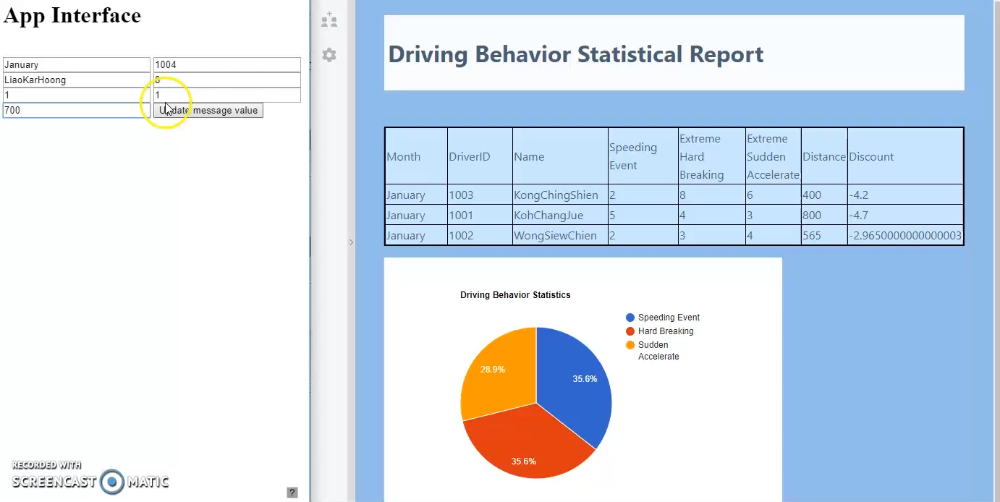 App Interface
January 1004
LiaoKarHoong 8
1 1
700 Update message value
RECORDED WITH
SCREENCAST MATIC
?
Driving Behavior Statistical Report
Month DriverID Name Speeding Event Extreme Hard Breaking Extreme Sudden Accelerate Distance Discount
January 1003 KongChingShien 2 8 6 400 -4.2
January 1001 KohChangJue 5 4 3 800 -4.7
January 1002 WongSiewChien 2 3 4 565 -2.9650000000000003
Driving Behavior Statistics
Speeding Event
Hard Breaking
Sudden
Accelerate
28.9%
35.6%
35.6%